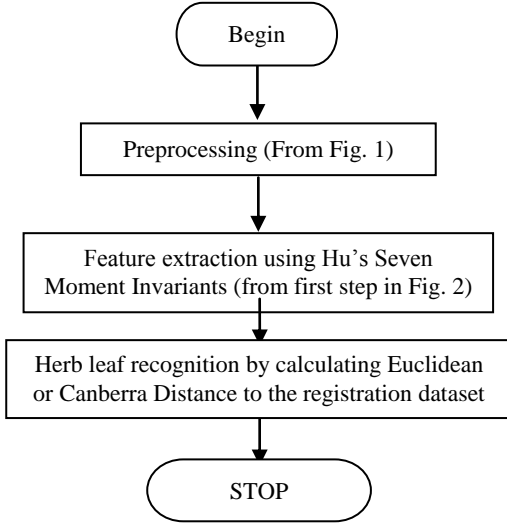 Begin
Preprocessing (From Fig. 1)
Feature extraction using Hu’s Seven
Moment Invariants (from first step in Fig. 2)
Herb leaf recognition by calculating Euclidean
or Canberra Distance to the registration dataset
STOP